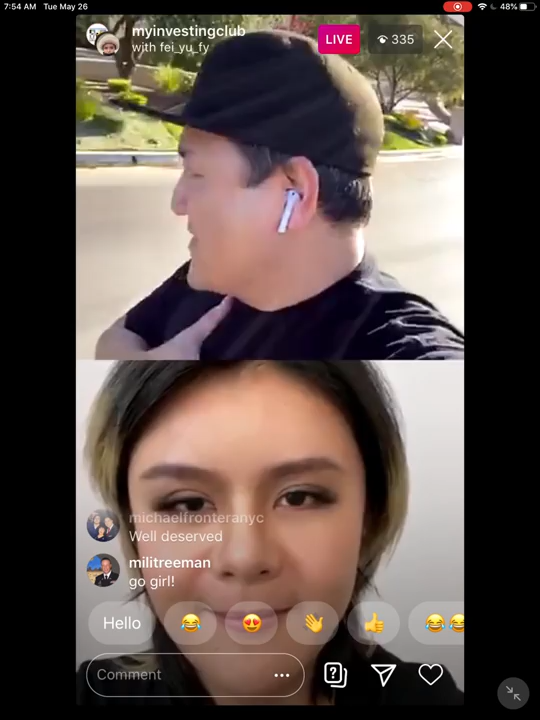 7:54 AM Tue May 26
48%
myinvestingclub
with fei_yu_fy
LIVE
335
michaelfronteranyc
Well deserved
militreeman
go girl!
Hello
Comment